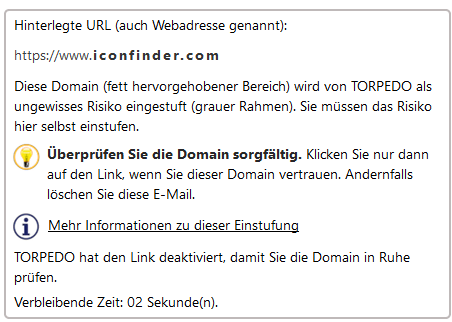 Hinterlegte URL (auch Webadresse genannt):
https://www.iconfinder.com
Diese Domain (fett hervorgehobener Bereich) wird von TORPEDO als
ungewisses Risiko eingestuft (grauer Rahmen). Sie müssen das Risiko
hier selbst einstufen.
Überprüfen Sie die Domain sorgfältig. Klicken Sie nur dann
auf den Link, wenn Sie dieser Domain vertrauen. Andernfalls
löschen Sie diese E-Mail.
Mehr Informationen zu dieser Einstufung
TORPEDO hat den Link deaktiviert, damit Sie die Domain in Ruhe
prüfen.
Verbleibende Zeit: 02 Sekunde(n).